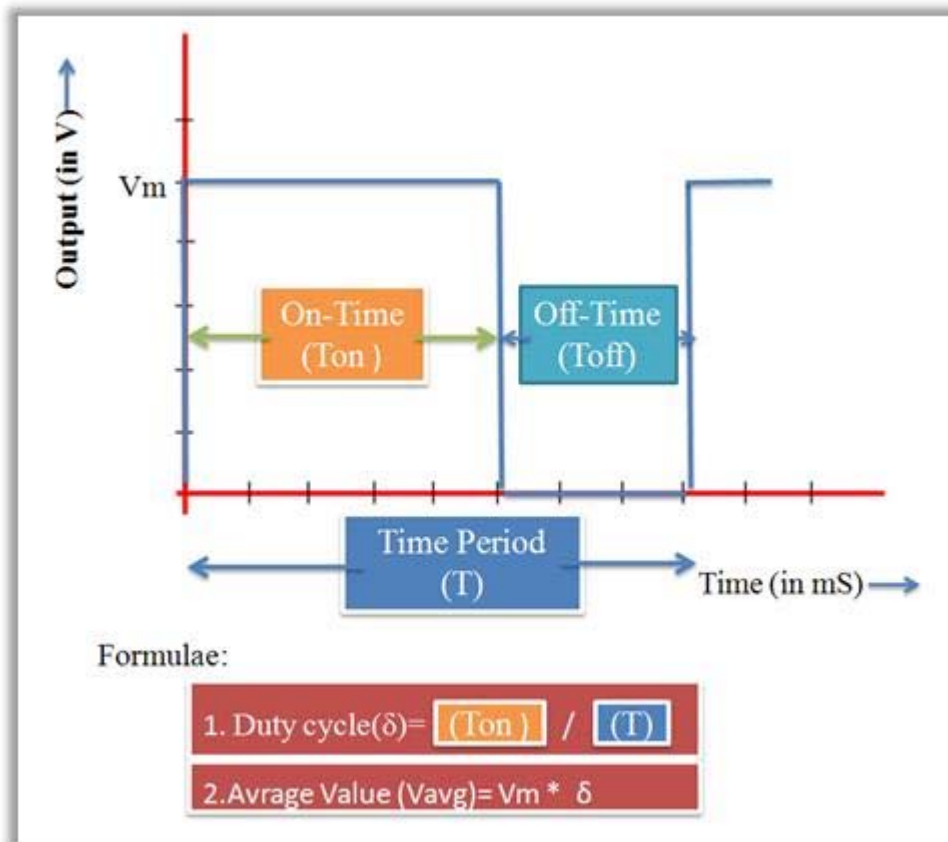 Output (in V)
Vm
On-Time
(Ton )
Off-Time
(Toff)
Time Period
(T)
Time (in mS)
Formulae:
1. Duty cycle(δ)= (Ton ) / (T)
2.Avrage Value (Vavg)= Vm * δ